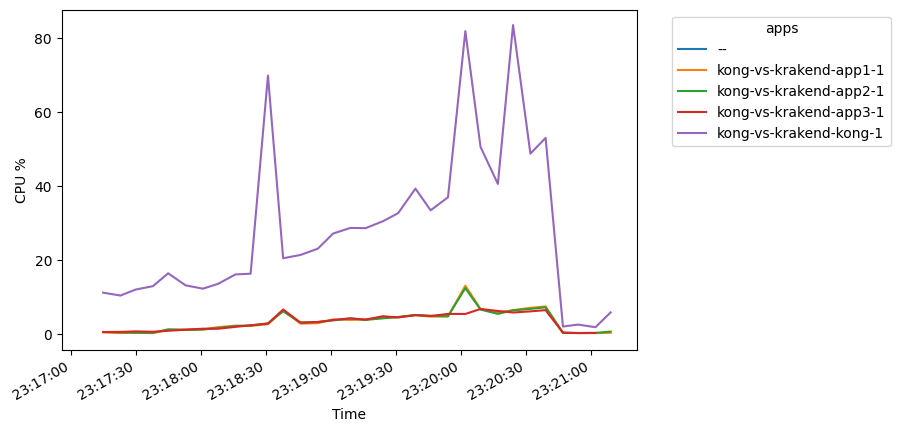 apps
--
kong-vs-krakend-app1-1
kong-vs-krakend-app2-1
kong-vs-krakend-app3-1
kong-vs-krakend-kong-1
CPU %
80
60
40
20
0
23:17:00
23:17:30
23:18:00
23:18:30
23:19:00
23:19:30
23:20:00
23:20:30
23:21:00
Time